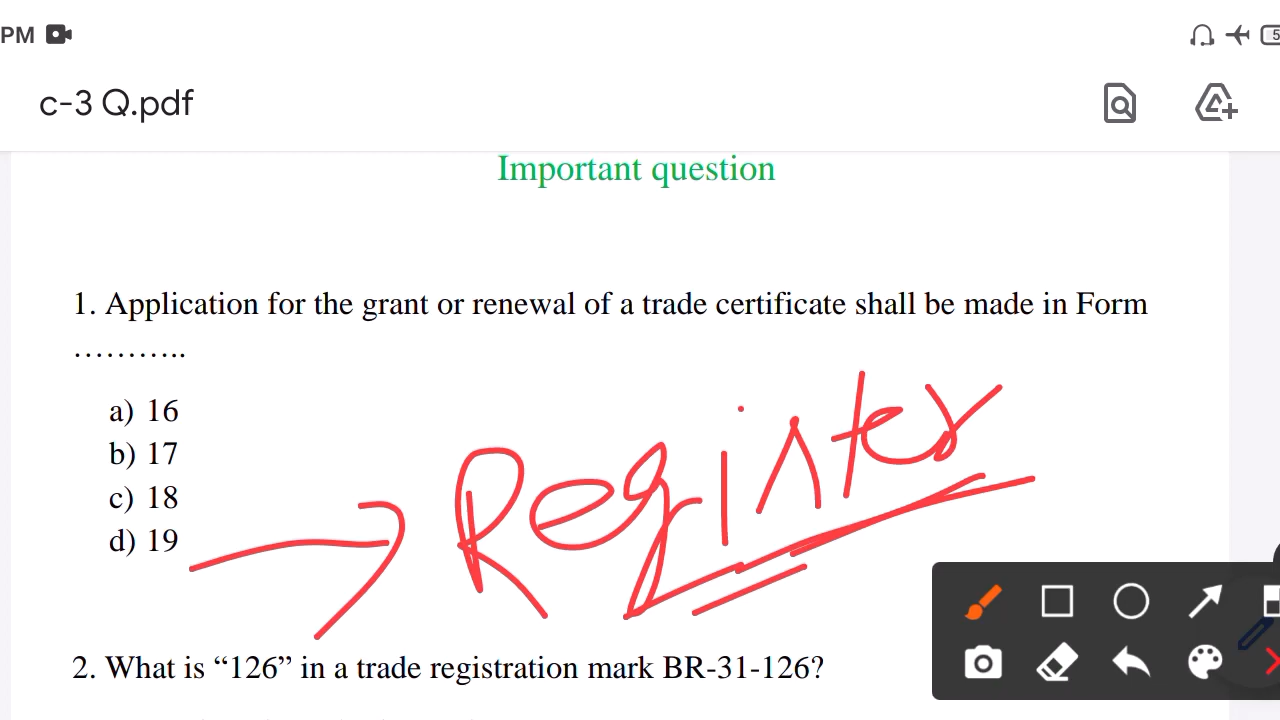 PM
5
c-3 Q.pdf
Important question
1. Application for the grant or renewal of a trade certificate shall be made in Form
………..
a) 16
b) 17
c) 18
d) 19
Register
2. What is “126” in a trade registration mark BR-31-126?